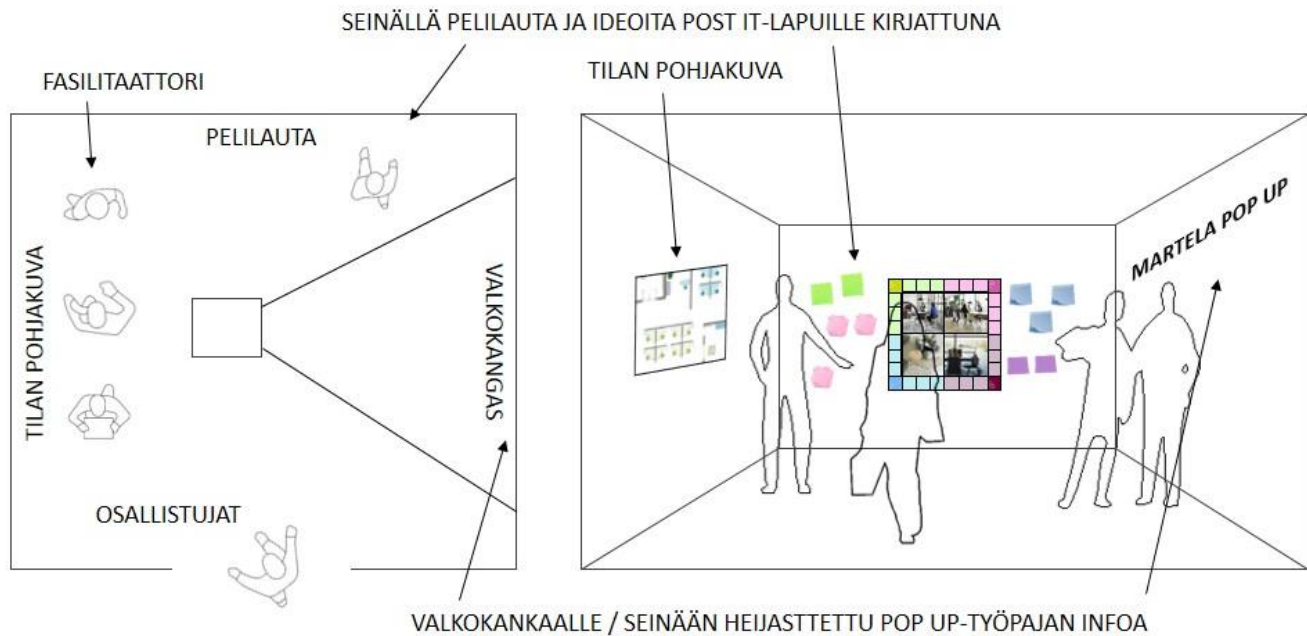 SEINÄLLÄ PELILAUTA JA IDEOITA POST IT-LAPUILLE KIRJATTUNA
FASILITAATTORI
TILAN POHJAKUVA
PELILAUTA
TILAN POHJAKUVA
VALKOKANGAS
MARTELA POP UP
OSALLISTUJAT
VALKOKANKAALLE / SEINÄÄN HEIJASTTETTU POP UP-TYÖPAJAN INFOA